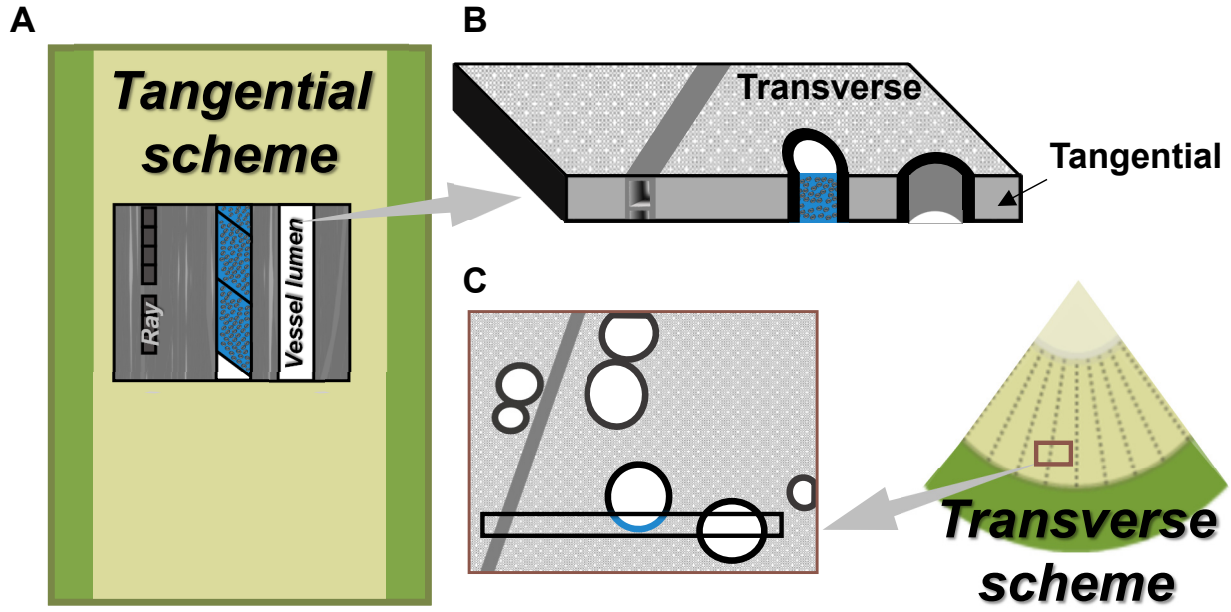 A
Tangential
scheme
Ray
Vessel lumen
B
Transverse
Tangential
C
Transverse
scheme